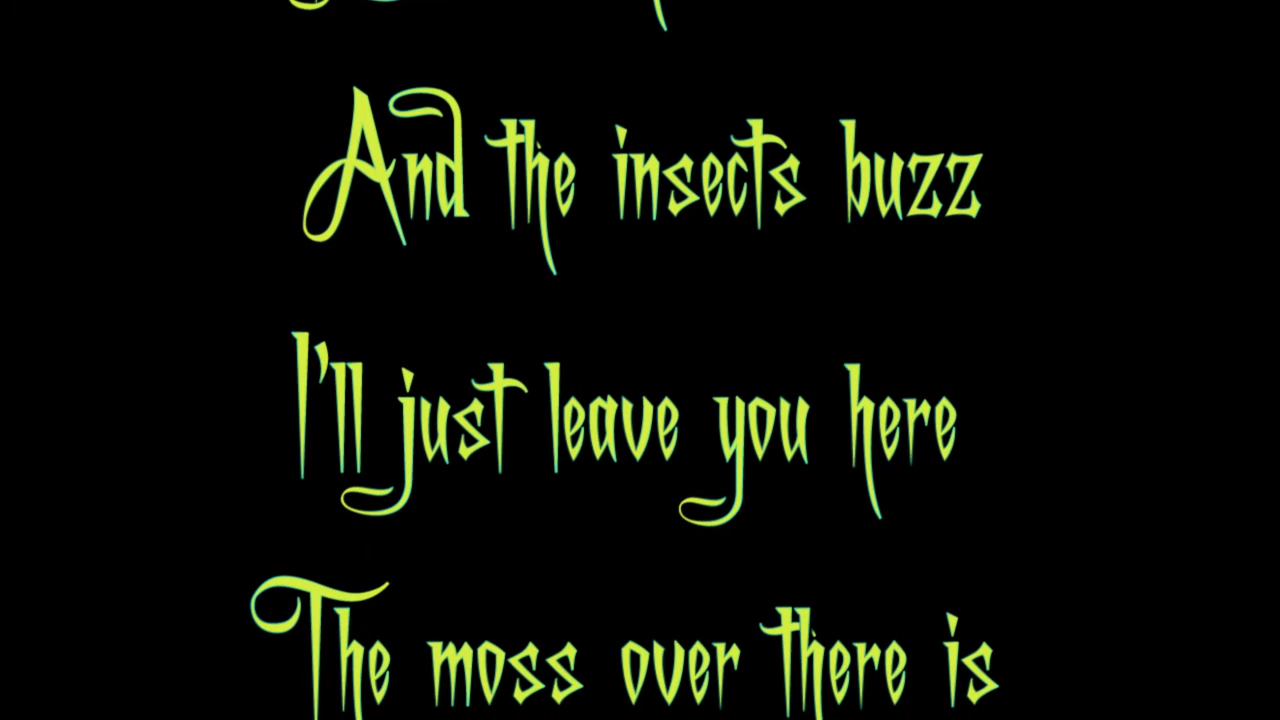 And the insects buzz
I'll just leave you here
The moss over there is